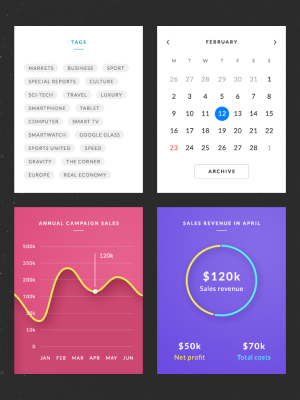 TAGS
MARKETS BUSINESS SPORT
SPECIAL REPORTS CULTURE
SCI-TECH TRAVEL LUXURY
SMARTPHONE TABLET
COMPUTER SMART TV
SMARTWATCH GOOGLE GLASS
SPORTS UNITED SPEED
GRAVITY THE CORNER
EUROPE REAL ECONOMY
‹ FEBRUARY ›
M T W T F S S
26 27 28 29 30 31 1
2 3 4 5 6 7 8
9 10 11 12 13 14 15
16 17 18 19 20 21 22
23 24 25 26 27 28 1
ARCHIVE
ANNUAL CAMPAIGN SALES
500k
350k
200k
100k
50k
10k
0
120k
JAN FEB MAR APR MAY JUN
SALES REVENUE IN APRIL
$120k
Sales revenue
$50k $70k
Net profit Total costs